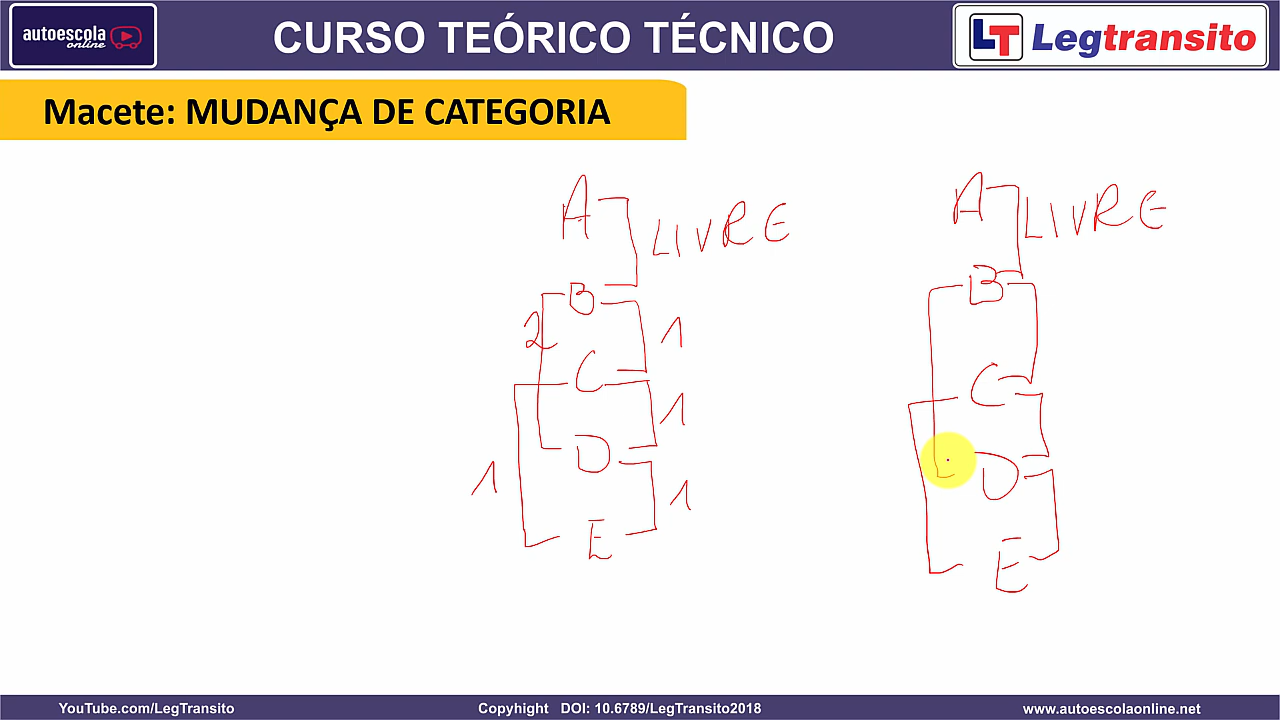 autoescola
online
CURSO TEÓRICO TÉCNICO
LT Legtransito
Macete: MUDANÇA DE CATEGORIA
A
LIVRE
B
2
1
C
1
D
1
1
E
A
LIVRE
B
C
D
E
YouTube.com/LegTransito
Copyhight DOI: 10.6789/LegTransito2018
www.autoescolaonline.net